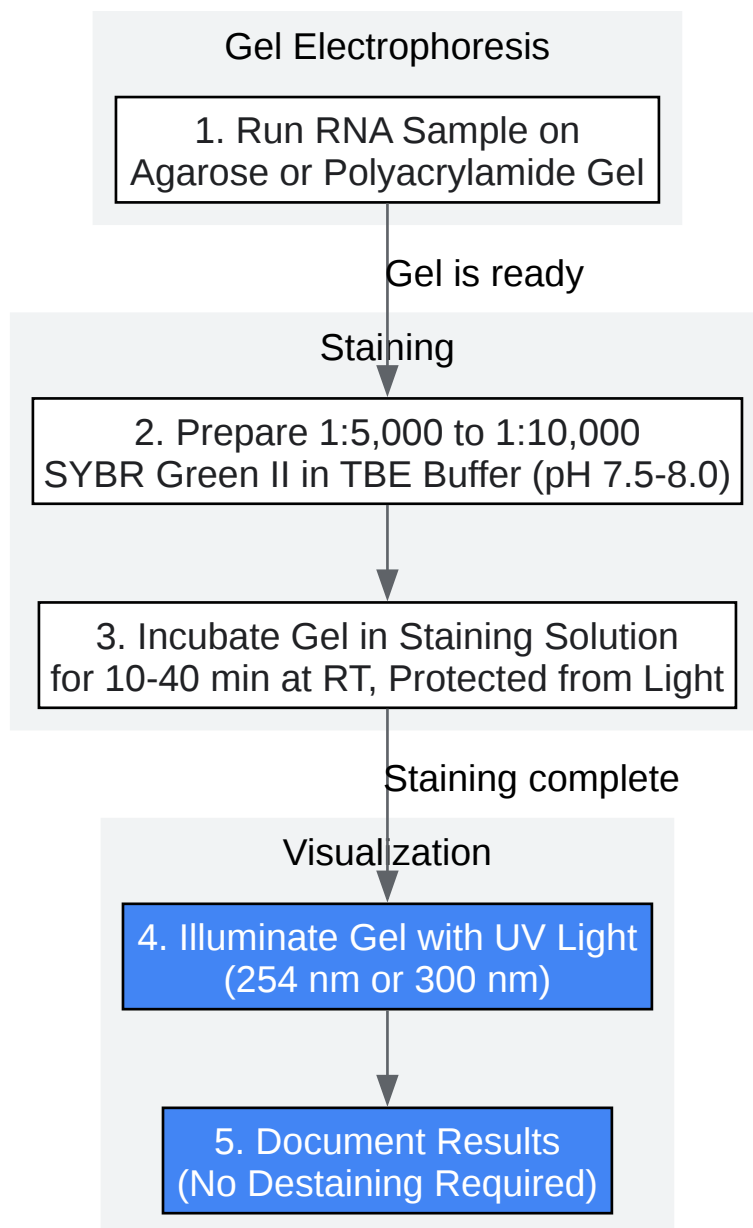 Gel Electrophoresis
1. Run RNA Sample on
Agarose or Polyacrylamide Gel
Gel is ready
Staining
2. Prepare 1:5,000 to 1:10,000
SYBR Green II in TBE Buffer (pH 7.5-8.0)
3. Incubate Gel in Staining Solution
for 10-40 min at RT, Protected from Light
Staining complete
Visualization
4. Illuminate Gel with UV Light
(254 nm or 300 nm)
5. Document Results
(No Destaining Required)